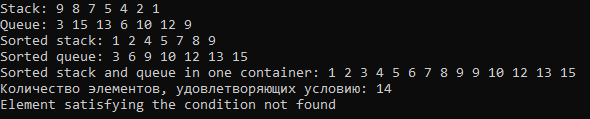 Stack: 9 8 7 5 4 2 1
Queue: 3 15 13 6 10 12 9
Sorted stack: 1 2 4 5 7 8 9
Sorted queue: 3 6 9 10 12 13 15
Sorted stack and queue in one container: 1 2 3 4 5 6 7 8 9 9 10 12 13 15
Количество элементов, удовлетворяющих условию: 14
Element satisfying the condition not found